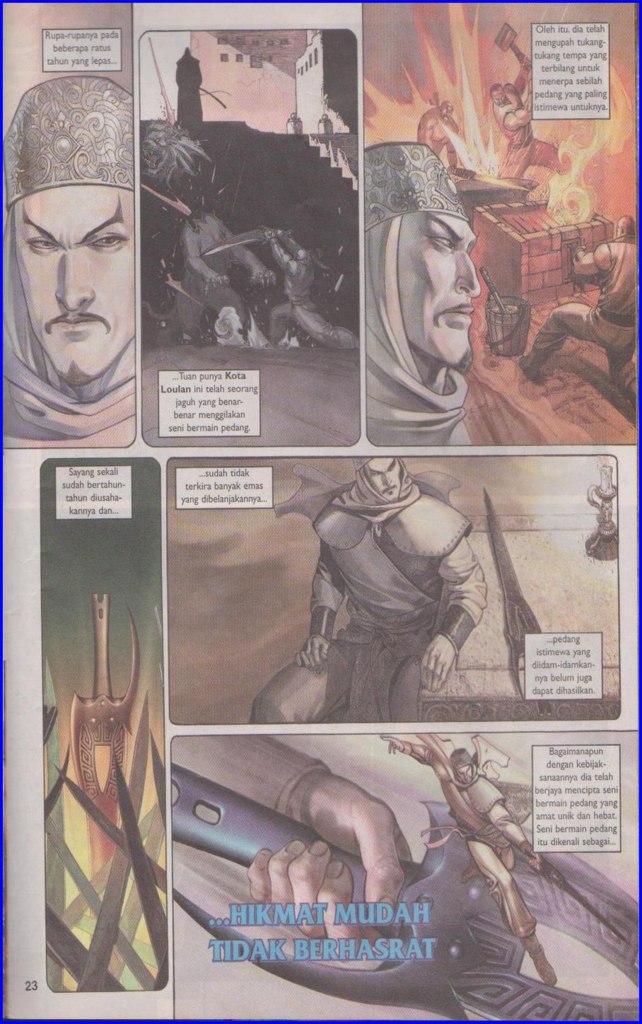 Rupa-rupanya pada
beberapa ratus
tahun yang lepas...
...Tuan punya Kota
Loulan ini telah seorang
jaguh yang benar-
benar menggilakan
seni bermain pedang.
Oleh itu, dia telah
mengupah tukang-
tukang tempa yang
terbilang untuk
menerpa sebilah
pedang yang paling
istimewa untuknya.
Sayang sekali
sudah bertahun-
tahun diusaha-
kannya dan...
...sudah tidak
terkira banyak emas
yang dibelanjakannya...
...pedang
istimewa yang
diidam-idamkan-
nya belum juga
dapat dihasilkan.
Bagaimanapun
dengan kebijak-
sanaannya dia telah
berjaya mencipta seni
bermain pedang yang
amat unik dan hebat.
Seni bermain pedang
itu dikenali sebagai...
...HIKMAT MUDAH
TIDAK BERHASRAT
23